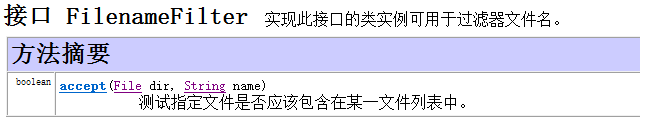 接口 FilenameFilter 实现此接口的类实例可用于过滤器文件名。
方法摘要
boolean accept(File dir, String name)
测试指定文件是否应该包含在某一文件列表中。